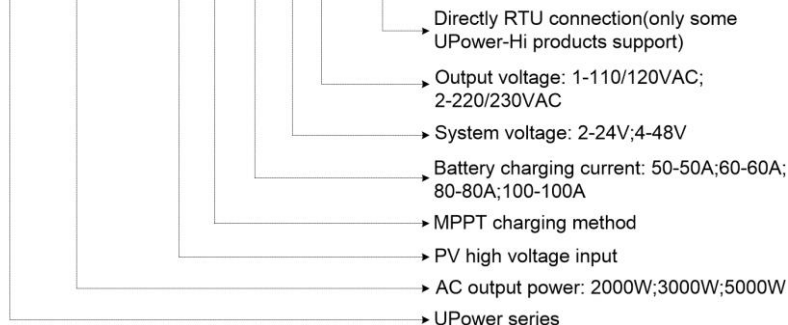 Directly RTU connection(only some
UPower-Hi products support)
Output voltage: 1-110/120VAC;
2-220/230VAC
System voltage: 2-24V;4-48V
Battery charging current: 50-50A;60-60A;
80-80A;100-100A
MPPT charging method
PV high voltage input
AC output power: 2000W;3000W;5000W
UPower series